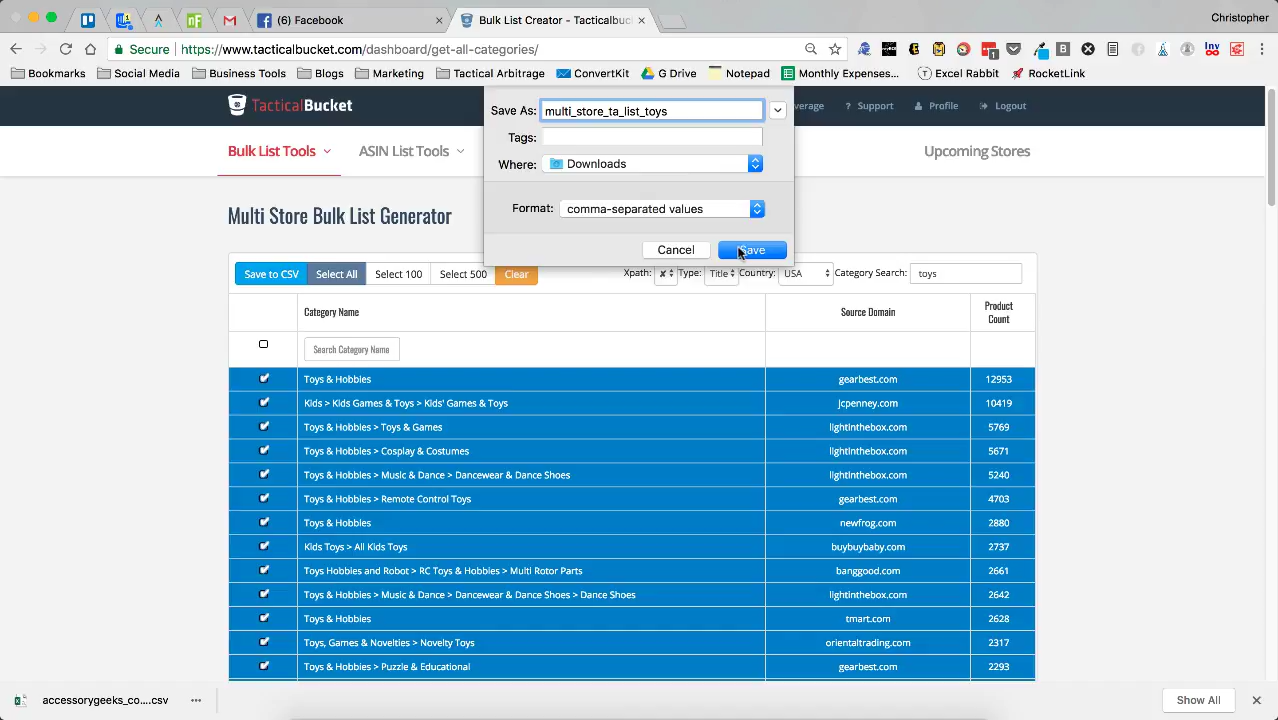 (6) Facebook
Bulk List Creator - Tacticalbuc
Christopher
Secure
https://www.tacticalbucket.com/dashboard/get-all-categories/
Bookmarks
Social Media
Business Tools
Blogs
Marketing
Tactical Arbitrage
ConvertKit
G Drive
Notepad
Monthly Expenses...
Excel Rabbit
RocketLink
TacticalBucket
verage
Support
Profile
Logout
Bulk List Tools
ASIN List Tools
Upcoming Stores
Save As:
multi_store_ta_list_toys
Tags:
Where:
Downloads
Format:
comma-separated values
Cancel
Save
Multi Store Bulk List Generator
Save to CSV
Select All
Select 100
Select 500
Clear
Xpath:
Type:
Title
Country:
USA
Category Search:
toys
Category Name
Source Domain
Product
Count
Search Category Name
Toys & Hobbies gearbest.com 12953
Kids > Kids Games & Toys > Kids' Games & Toys jcpenney.com 10419
Toys & Hobbies > Toys & Games lightinthebox.com 5769
Toys & Hobbies > Cosplay & Costumes lightinthebox.com 5671
Toys & Hobbies > Music & Dance > Dancewear & Dance Shoes lightinthebox.com 5240
Toys & Hobbies > Remote Control Toys gearbest.com 4703
Toys & Hobbies newfrog.com 2880
Kids Toys > All Kids Toys buybuybaby.com 2737
Toys Hobbies and Robot > RC Toys & Hobbies > Multi Rotor Parts banggood.com 2661
Toys & Hobbies > Music & Dance > Dancewear & Dance Shoes > Dance Shoes lightinthebox.com 2642
Toys & Hobbies tmart.com 2628
Toys, Games & Novelties > Novelty Toys orientaltrading.com 2317
Toys & Hobbies > Puzzle & Educational gearbest.com 2293
accessorygeeks_co....csv
Show All